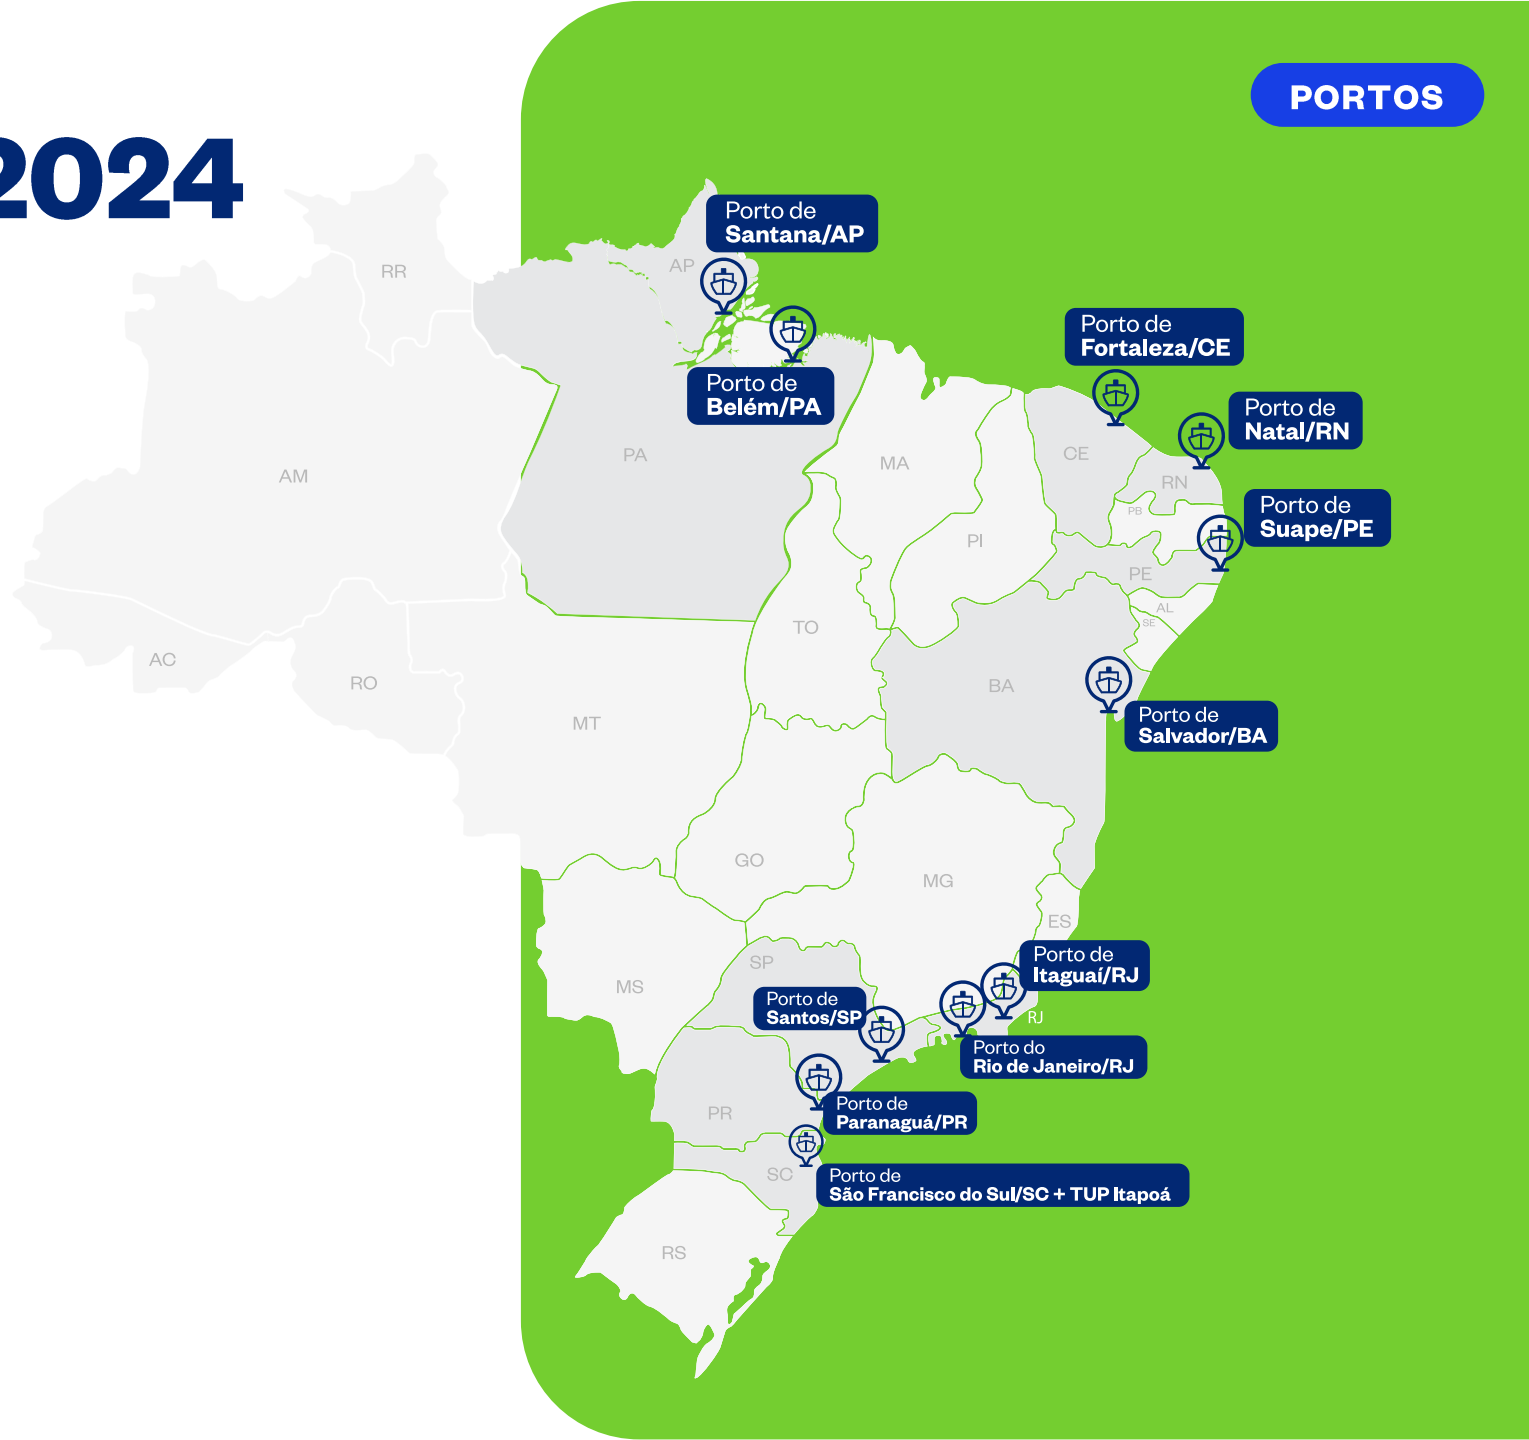 PORTOS
2024
Porto de
Santana/AP
RR
AP
Porto de
Belém/PA
Porto de
Fortaleza/CE
Porto de
Natal/RN
PA
MA
CE
AM
RN
PB
Porto de
Suape/PE
PI
PE
AL
SE
TO
AC
RO
BA
MT
Porto de
Salvador/BA
GO
MG
ES
SP
MS
Porto de
Itaguaí/RJ
Porto de
Santos/SP
RJ
Porto do
Rio de Janeiro/RJ
PR
Porto de
Paranaguá/PR
SC
Porto de
São Francisco do Sul/SC + TUP Itapoá
RS